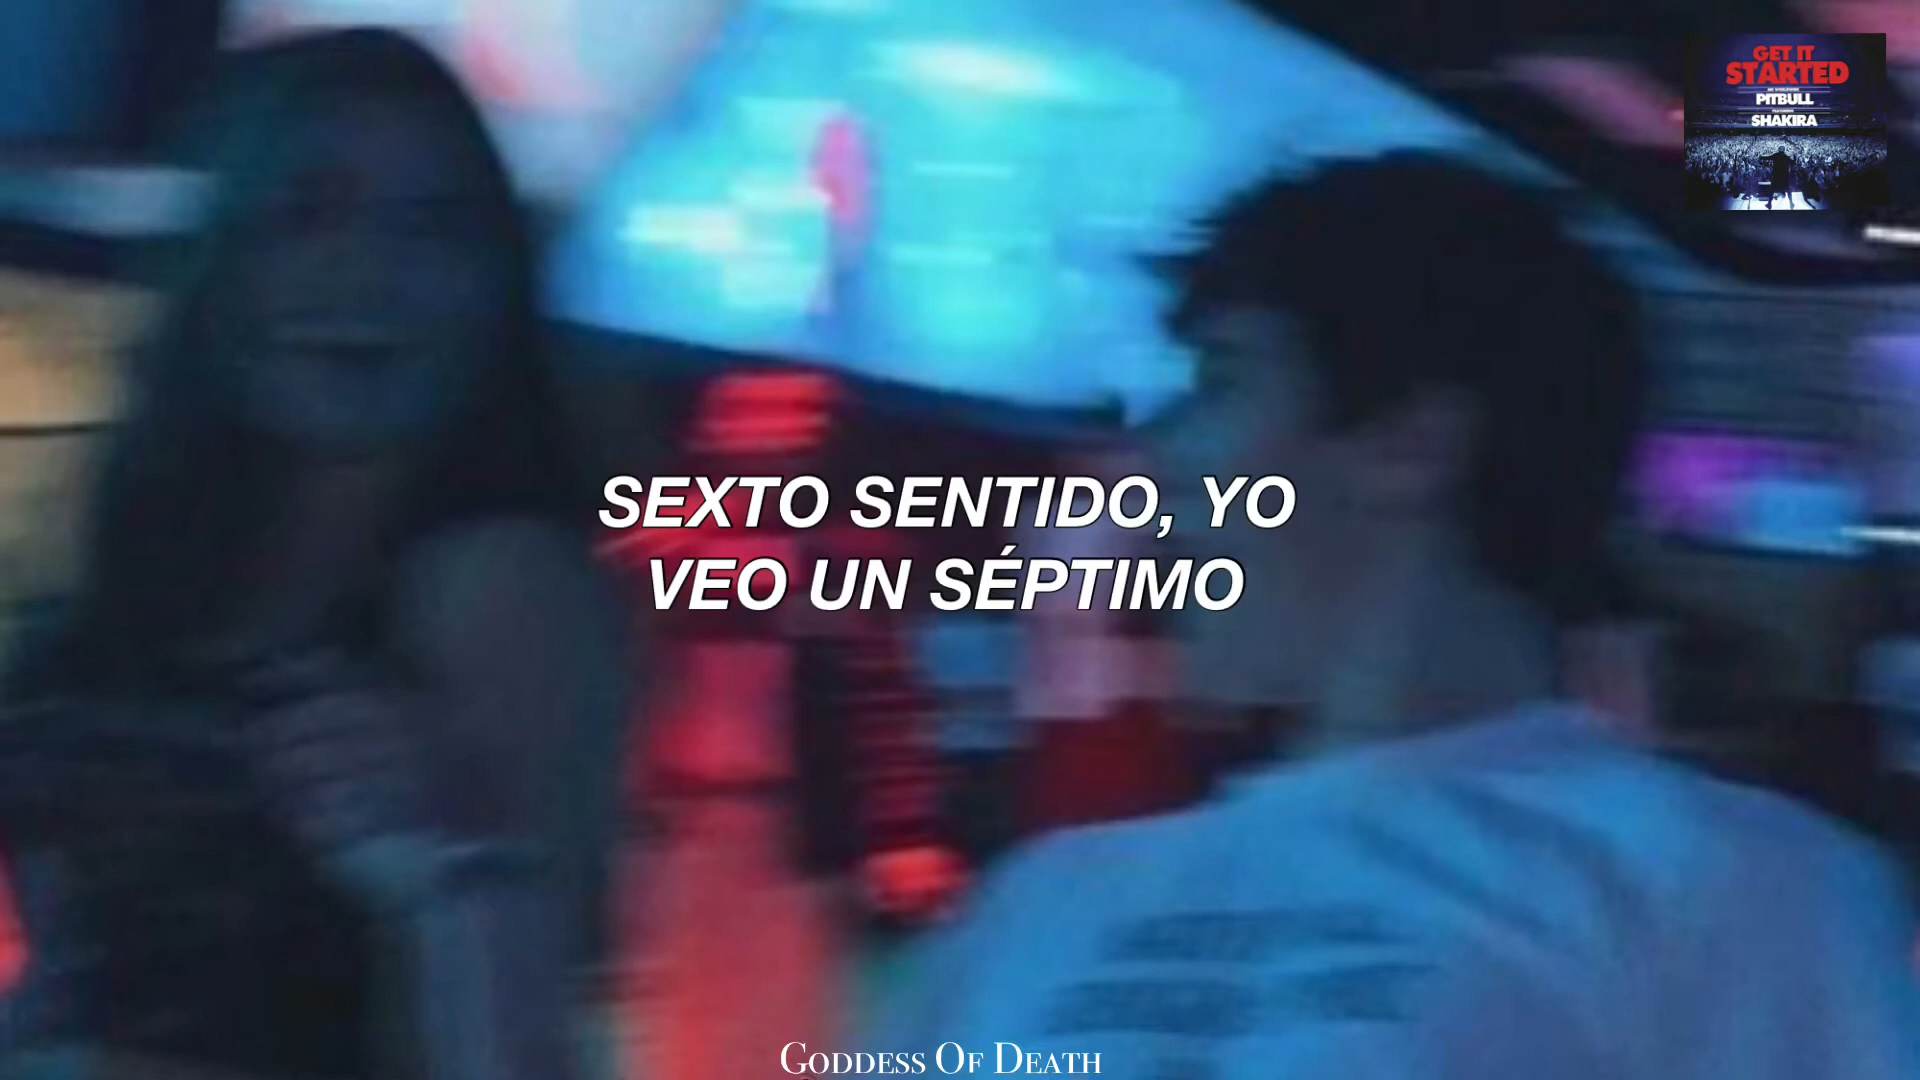 GET IT
STARTED
PITBULL
SHAKIRA
SEXTO SENTIDO, YO
VEO UN SÉPTIMO
GODDESS OF DEATH